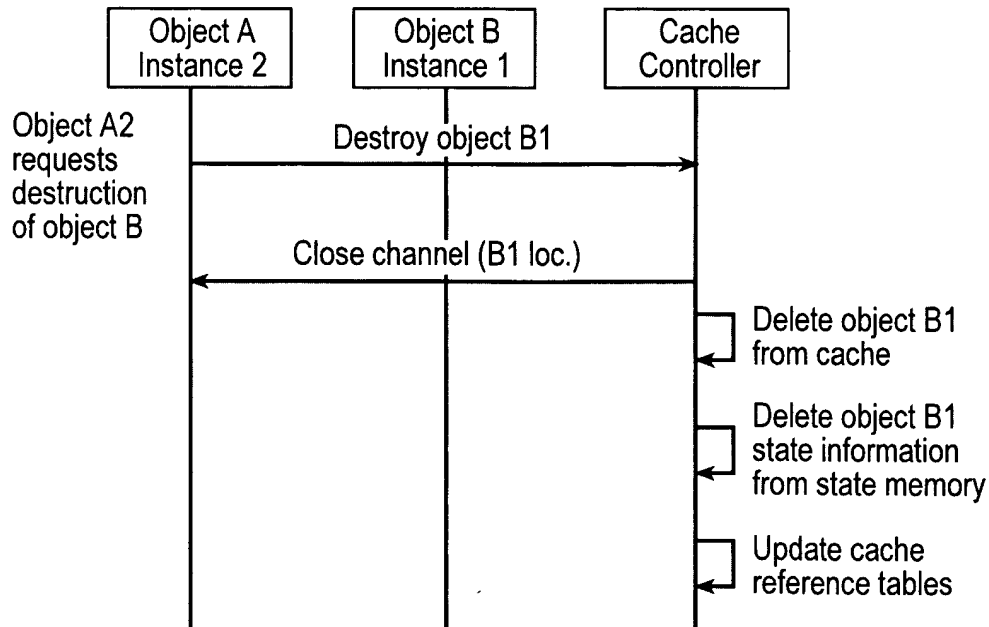 Object A
Instance 2
Object B
Instance 1
Cache
Controller
Object A2
requests
destruction
of object B
Destroy object B1
Close channel (B1 loc.)
Delete object B1
from cache
Delete object B1
state information
from state memory
Update cache
reference tables